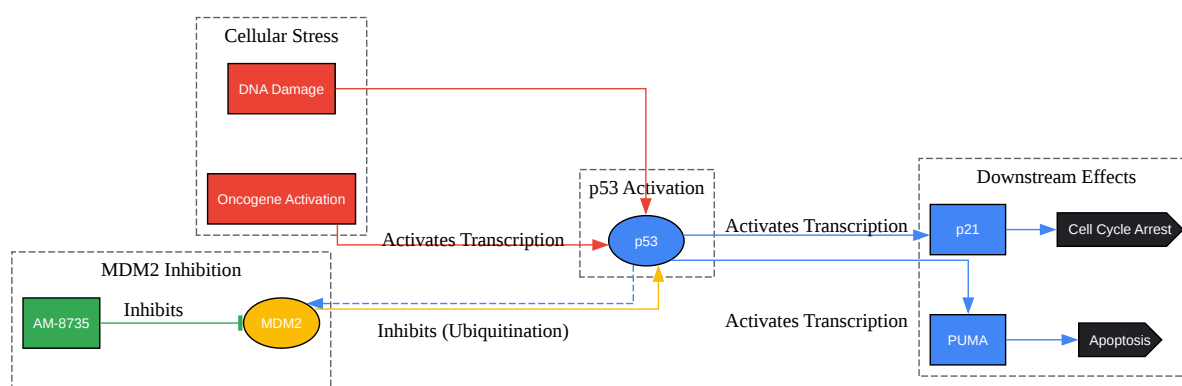 Cellular Stress
DNA Damage
Oncogene Activation
p53 Activation
p53
Activates Transcription
Activates Transcription
Activates Transcription
Downstream Effects
p21
Cell Cycle Arrest
PUMA
Apoptosis
MDM2 Inhibition
AM-8735
Inhibits
MDM2
Inhibits (Ubiquitination)